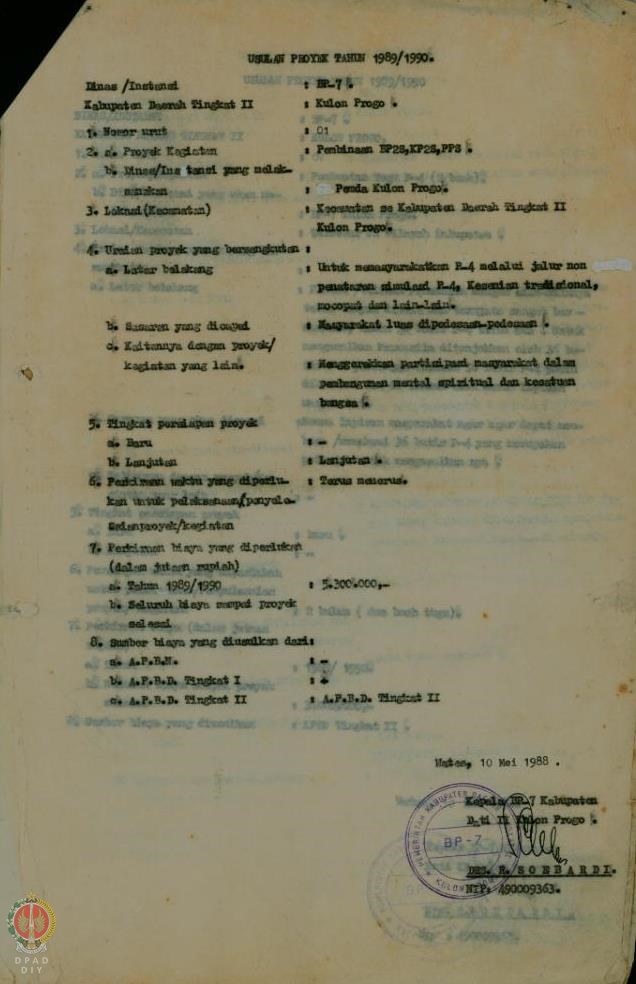 USULAN PROYEK TAHUN 1989/1990.
Dinas /Instansi : BP-7 .
Kabupaten Daerah Tingkat II : Kulon Progo .
1. Nomor urut : 01
2. a. Proyek Kegiatan : Pembinaan BP2S,KP2S,PPS .
b. Dinas/Ins tansi yang melak-
sanakan : Pemda Kulon Progo.
3. Lokasi(Kecamatan) : Kecamatan se Kabupaten Daerah Tingkat II
Kulon Progo.
4. Uraian proyek yang bersangkutan :
a. Latar belakang : Untuk memasyarakatkan P-4 melalui jalur non
penataran simulasi P-4, Kesenian tradisional,
mocopat dan lain-lain.
b. Sasaran yang dicapai : Masyarakat luas dipedesaan-pedesaan .
c. Kaitannya dengan proyek/
kegiatan yang lain. : Menggerakkan partisipasi masyarakat dalam
pembangunan mental spiritual dan kesatuan
bangsa .
5. Tingkat persiapan proyek
a. Baru : -
b. Lanjutan : Lanjutan .
6. Perkiraan waktu yang diperlu- : Terus menerus.
kan untuk pelaksanaan/penyele-
Saianproyek/kegiatan
7. Perkiraan biaya yang diperlukan
(dalam jutaan rupiah)
a. Tahun 1989/1990 : 5.300.000,-
b. Seluruh biaya sampai proyek
selesai
8. Sumber biaya yang diusulkan dari:
a. A.P.B.N. : -
b. A.P.B.D. Tingkat I :
c. A.P.B.D. Tingkat II : A.P.B.D. Tingkat II
Wates, 10 Mei 1988 .
Kepala BP-7 Kabupaten
D_ti II Kulon Progo .
PEMERINTAH KABUPATEN
BP-7
KULON
DRS. R. SOEBARDI.
NIP. 490009363.
DPAD
DIY